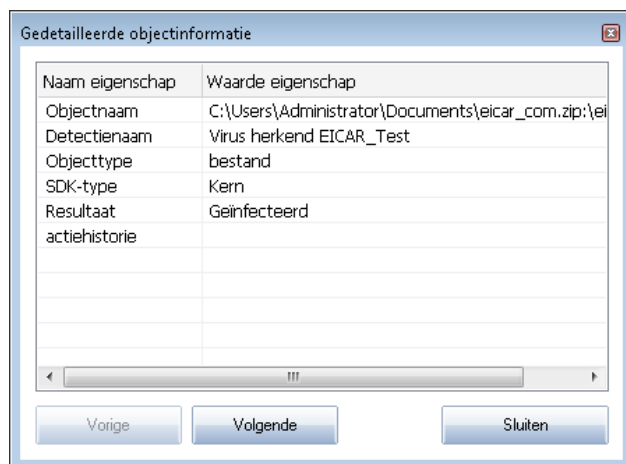 Gedetailleerde objectinformatie
Naam eigenschap Waarde eigenschap
Objectnaam C:\Users\Administrator\Documents\eicar_com.zip:\ei
Detectienaam Virus herkend EICAR_Test
Objecttype bestand
SDK-type Kern
Resultaat Geïnfecteerd
actiehistorie
Vorige Volgende Sluiten